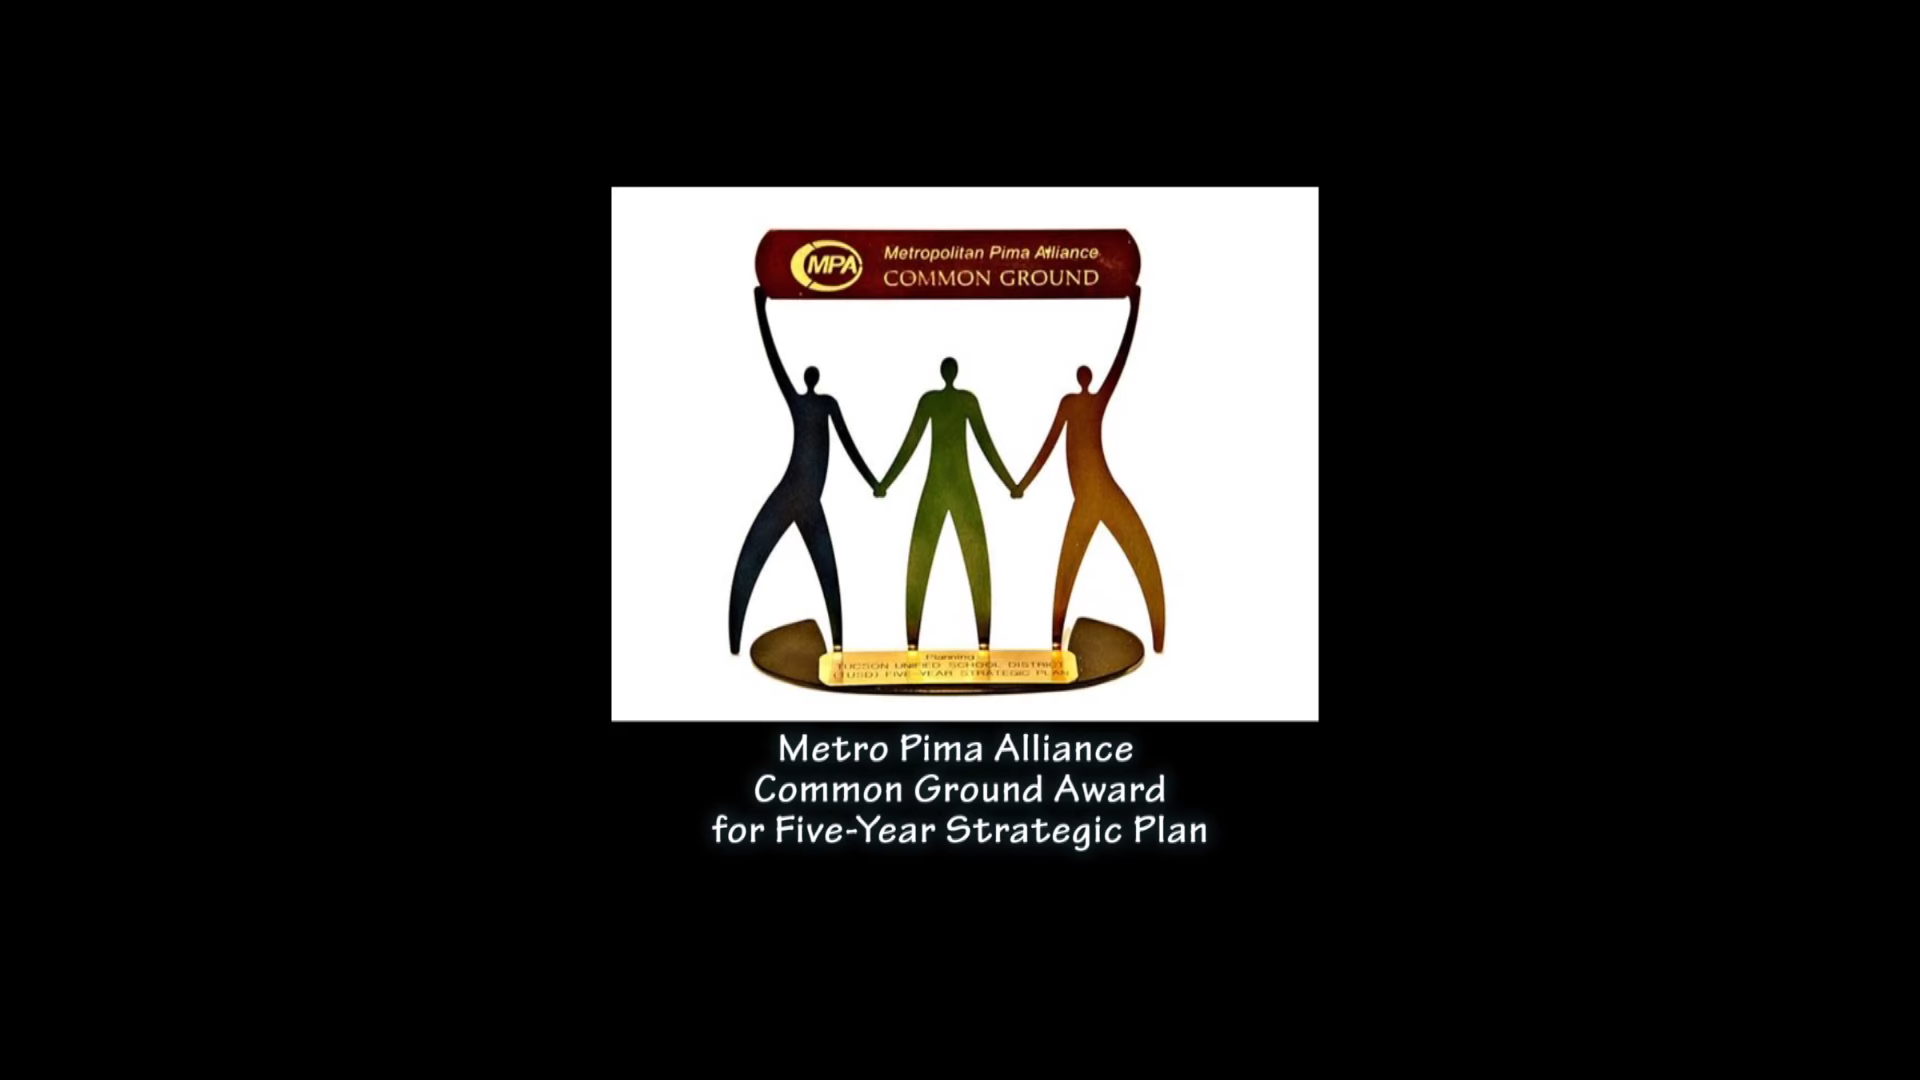 MPA
Metropolitan Pima Alliance
COMMON GROUND
Planning
TUCSON UNIFIED SCHOOL DISTRICT
(TUSD) FIVE-YEAR STRATEGIC PLAN
Metro Pima Alliance
Common Ground Award
for Five-Year Strategic Plan